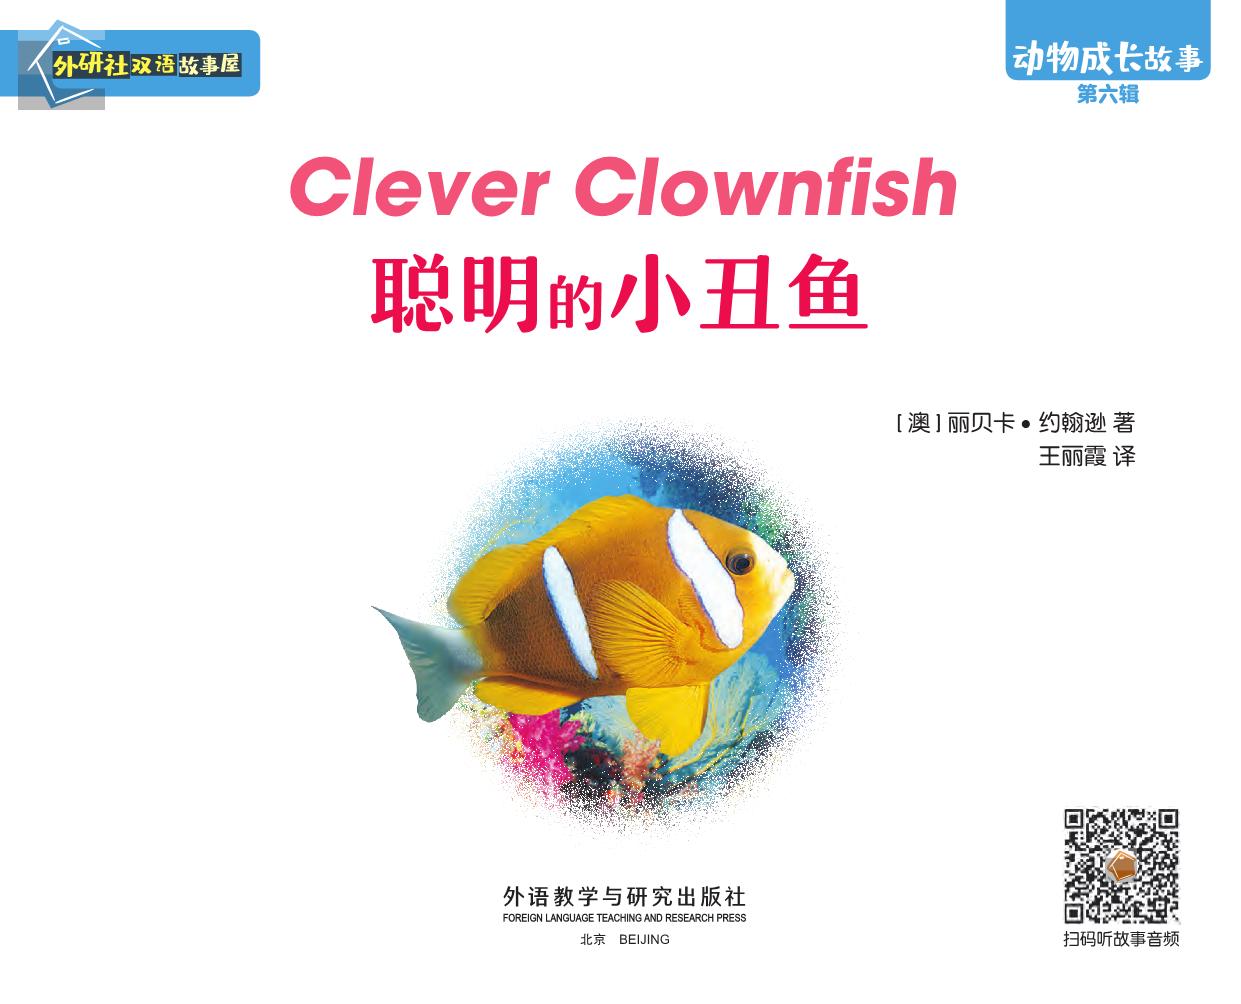 外研社双语故事屋
动物成长故事
第六辑
Clever Clownfish
聪明的小丑鱼
[澳]丽贝卡•约翰逊 著
王丽霞 译
外语教学与研究出版社
FOREIGN LANGUAGE TEACHING AND RESEARCH PRESS
北京 BEIJING
扫码听故事音频